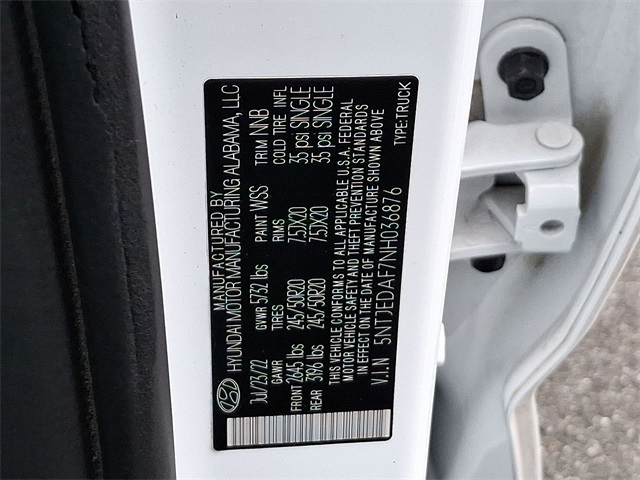 MANUFACTURED BY
HYUNDAI MOTOR MANUFACTURING ALABAMA, LLC
Jul/23/22 GVWR 5732 lbs PAINT WSS TRIM NNB
GAWR TIRES RIMS COLD TIRE INFL
FRONT 2645 lbs 245/50R20 7.5JX20 35 psi SINGLE
REAR 3196 lbs 245/50R20 7.5JX20 35 psi SINGLE
THIS VEHICLE CONFORMS TO ALL APPLICABLE U.S.A. FEDERAL
MOTOR VEHICLE SAFETY AND THEFT PREVENTION STANDARDS
IN EFFECT ON THE DATE OF MANUFACTURE SHOWN ABOVE
V.I.N 5NTJEDAF7NH036876 TYPE:TRUCK